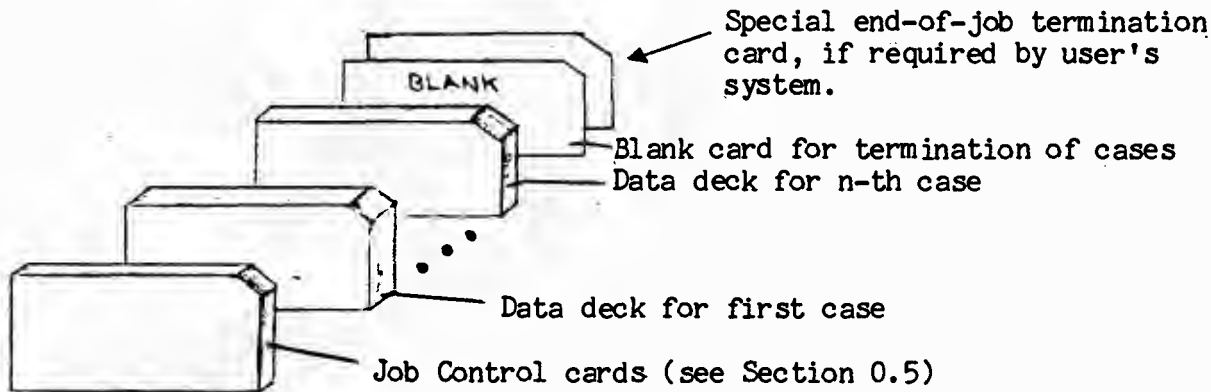 Special end-of-job termination
card, if required by user's
system.
BLANK
Blank card for termination of cases
Data deck for n-th case
Data deck for first case
Job Control cards (see Section 0.5)